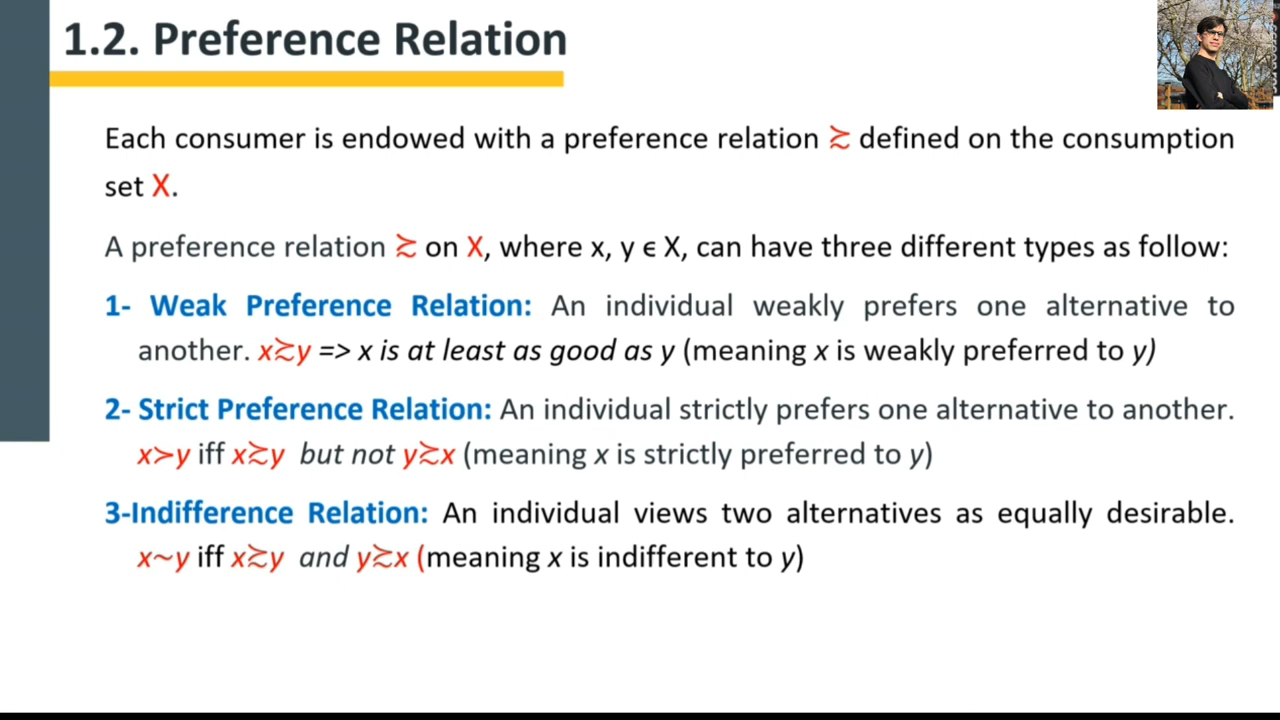 1.2. Preference Relation
Each consumer is endowed with a preference relation ≿ defined on the consumption
set X.
A preference relation ≿ on X, where x, y ϵ X, can have three different types as follow:
1- Weak Preference Relation: An individual weakly prefers one alternative to
another. x≿y => x is at least as good as y (meaning x is weakly preferred to y)
2- Strict Preference Relation: An individual strictly prefers one alternative to another.
x≻y iff x≿y but not y≿x (meaning x is strictly preferred to y)
3-Indifference Relation: An individual views two alternatives as equally desirable.
x~y iff x≿y and y≿x (meaning x is indifferent to y)